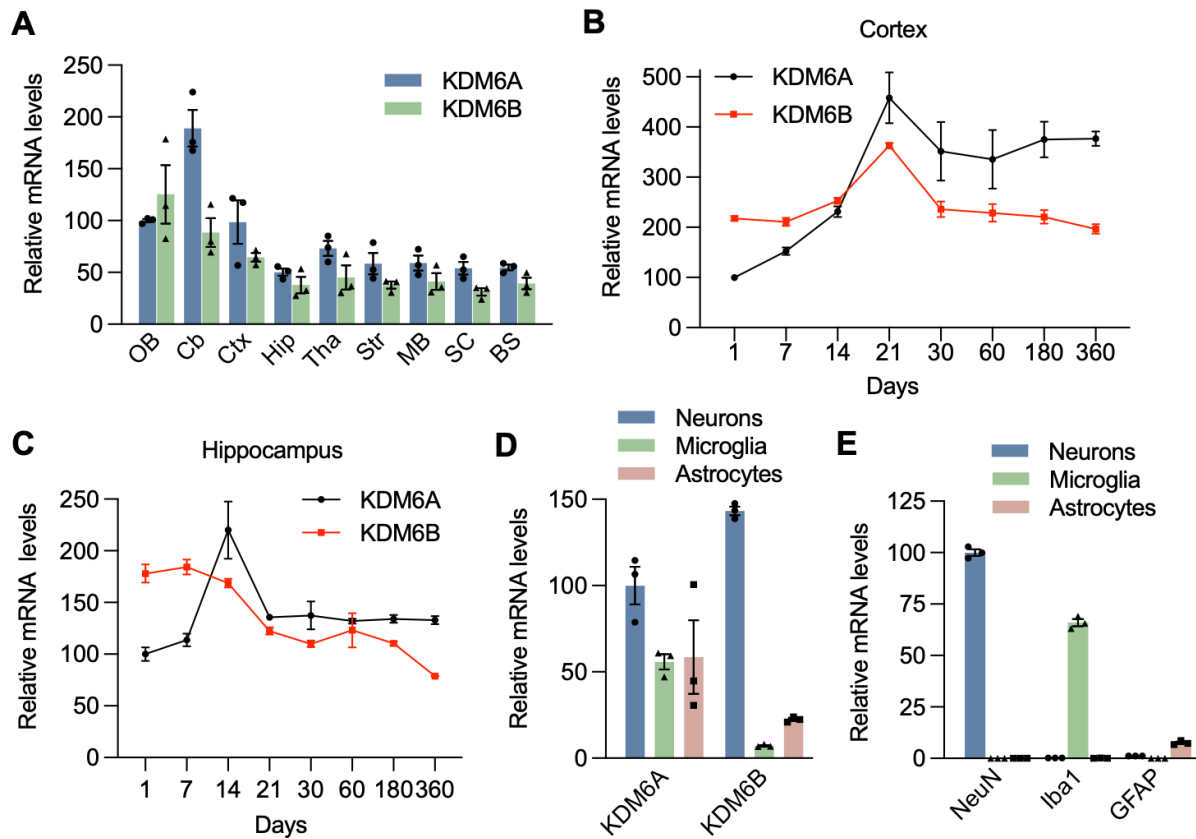 A
Relative mRNA levels
250
200
150
100
50
0
KDM6A
KDM6B
OB
Cb
Ctx
Hip
Tha
Str
MB
SC
BS
B
Cortex
Relative mRNA levels
500
400
300
200
100
0
KDM6A
KDM6B
1 7 14 21 30 60 180 360
Days
C
Hippocampus
Relative mRNA levels
250
200
150
100
50
0
KDM6A
KDM6B
1 7 14 21 30 60 180 360
Days
D
Neurons
Microglia
Astrocytes
Relative mRNA levels
150
100
50
0
KDM6A
KDM6B
E
Neurons
Microglia
Astrocytes
Relative mRNA levels
125
100
75
50
25
0
NeuN
Iba1
GFAP